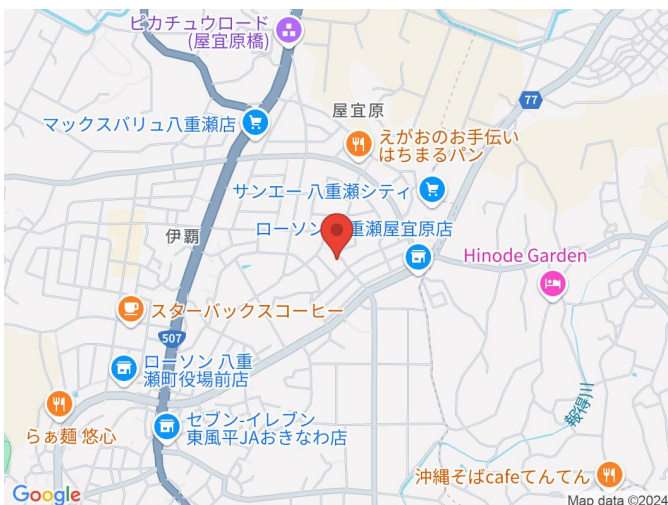 ピカチュウロード
(屋宜原橋)
マックスバリュ八重瀬店
屋宜原
77
えがおのお手伝い
はちまるパン
サンエー 八重瀬シティ
伊覇
ローソン 八重瀬屋宜原店
Hinode Garden
スターバックスコーヒー
507
ローソン 八重
瀬町役場前店
らぁ麺 悠心
セブン-イレブン
東風平JAおきなわ店
報得川
沖縄そばcafeてんてん
Google
Map data ©2024